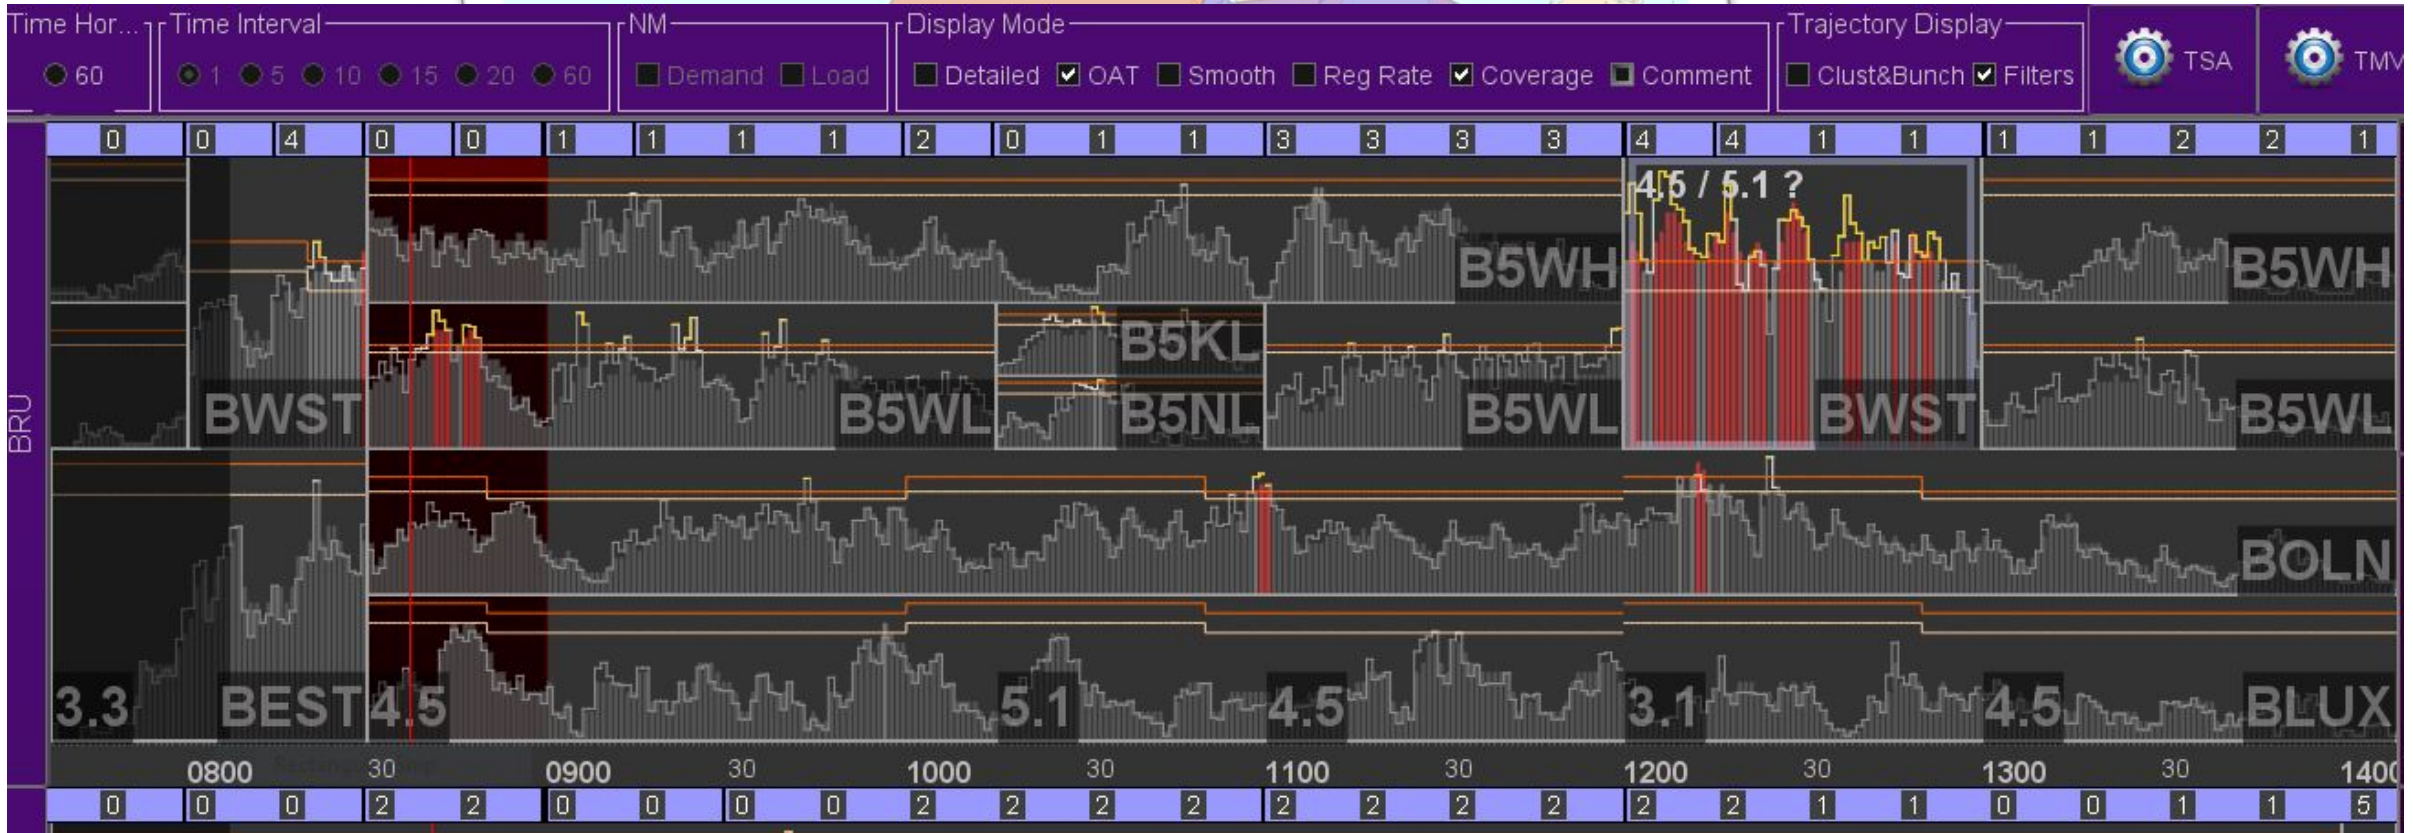 Time Hor... Time Interval NM Display Mode Trajectory Display
60 1 5 10 15 20 60 Demand Load Detailed OAT Smooth Reg Rate Coverage Comment Clust&Bunch Filters TSA TMV
0 0 4 0 0 1 1 1 1 2 0 1 1 3 3 3 3 4 4 1 1 1 1 2 2 1
4.5 / 5.1 ?
B5WH B5WH
B5KL
BRU
BWST B5WL B5NL B5WL BWST B5WL
BOLN
3.3 BEST 4.5 5.1 4.5 3.1 4.5 BLUX
0800 30 0900 30 1000 30 1100 30 1200 30 1300 30 1400
0 0 0 2 2 0 0 0 0 2 2 2 2 2 2 2 2 2 2 1 1 0 0 1 1 5